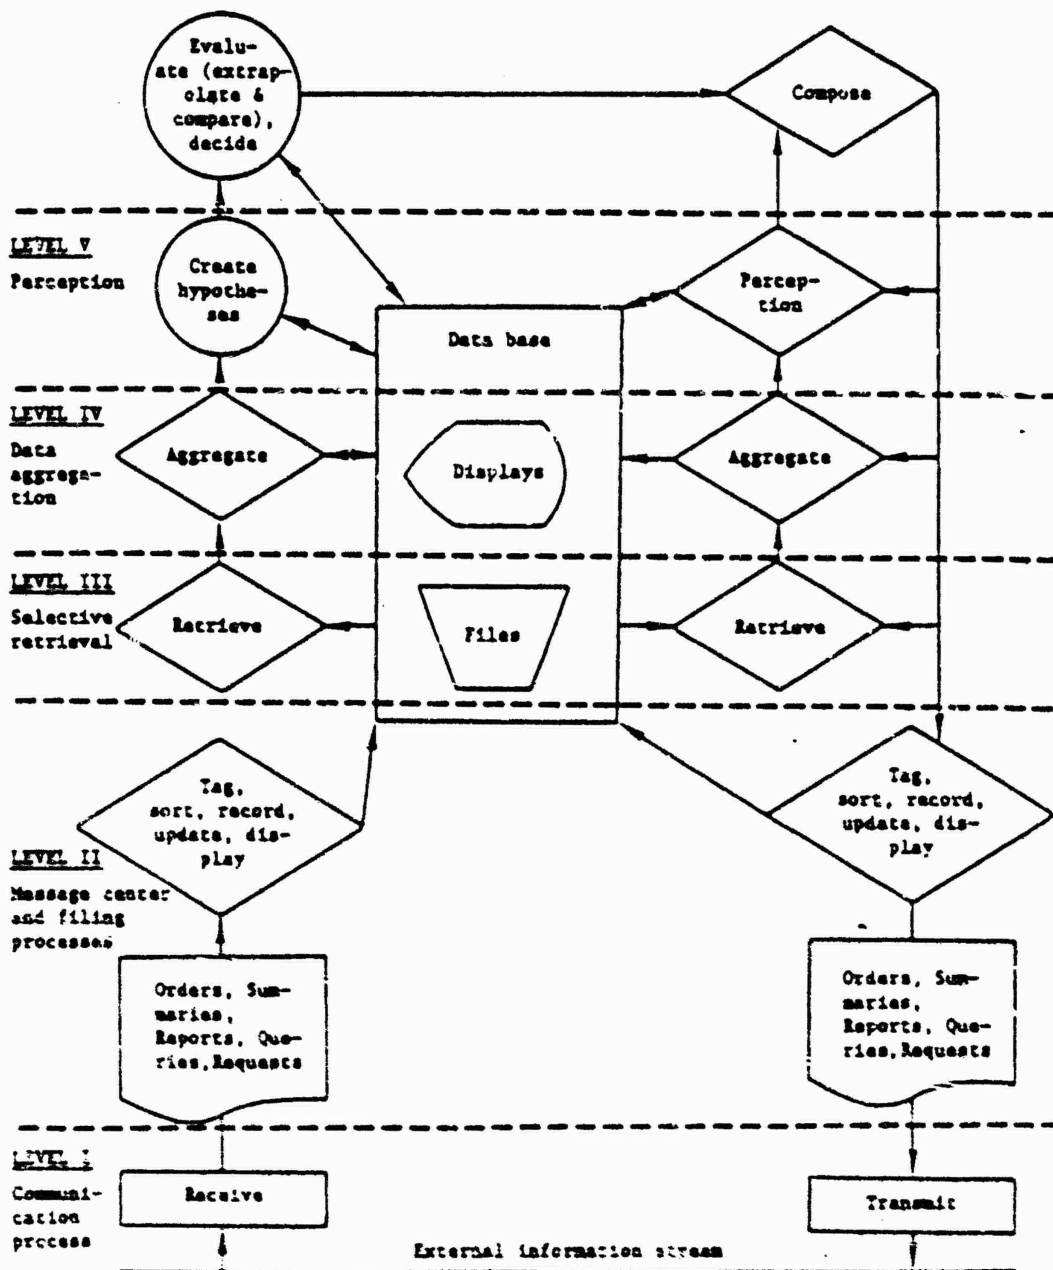 Evalu-
ate (extrap-
olate &
compare),
decide
Compose
LEVEL V
Perception
Create
hypothe-
ses
Data base
Percep-
tion
LEVEL IV
Data
aggrega-
tion
Aggregate
Displays
Aggregate
LEVEL III
Selective
retrieval
Retrieve
Files
Retrieve
Tag,
sort, record,
update, dis-
play
Tag,
sort, record,
update, dis-
play
LEVEL II
Message center
and filing
processes
Orders, Sum-
maries,
Reports, Que-
ries,Requests
Orders, Sum-
maries,
Reports, Que-
ries,Requests
LEVEL I
Communi-
cation
process
Receive
Transmit
External information stream